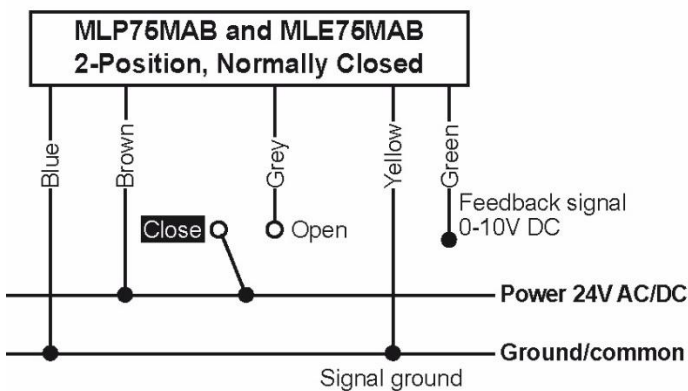 MLP75MAB and MLE75MAB
2-Position, Normally Closed
Blue
Brown
Grey
Yellow
Green
Feedback signal
0-10V DC
Close
Open
Power 24V AC/DC
Ground/common
Signal ground